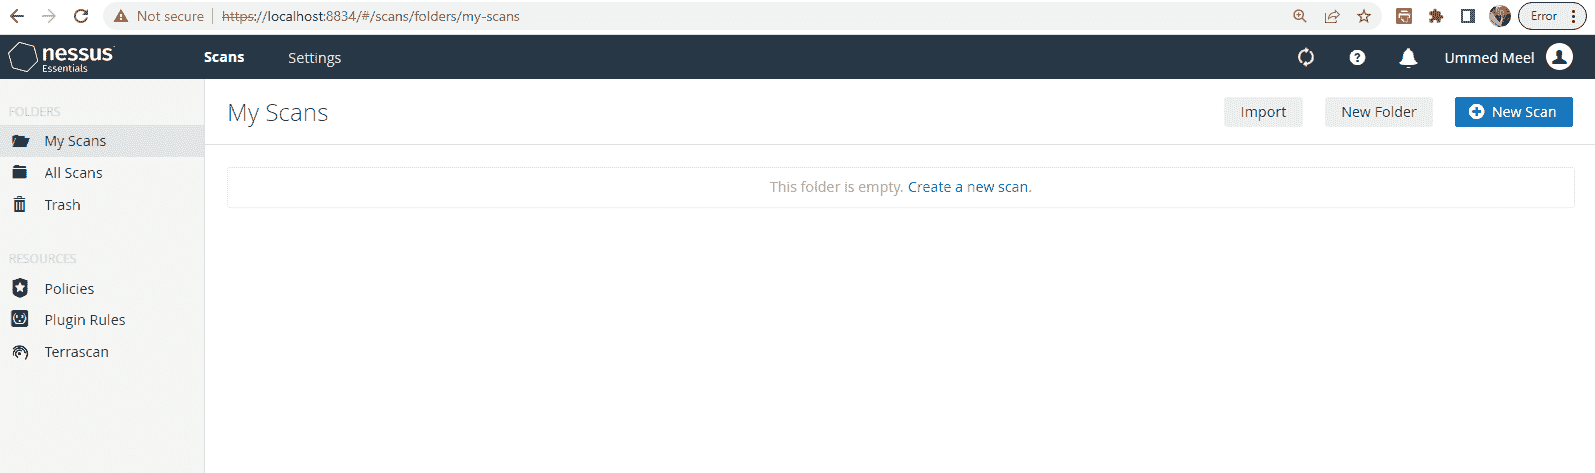 Not secure https://localhost:8834/#/scans/folders/my-scans Error
nessus Scans Settings Ummed Meel
Essentials
FOLDERS
My Scans
All Scans
Trash
RESOURCES
Policies
Plugin Rules
Terrascan
My Scans Import New Folder New Scan
This folder is empty. Create a new scan.